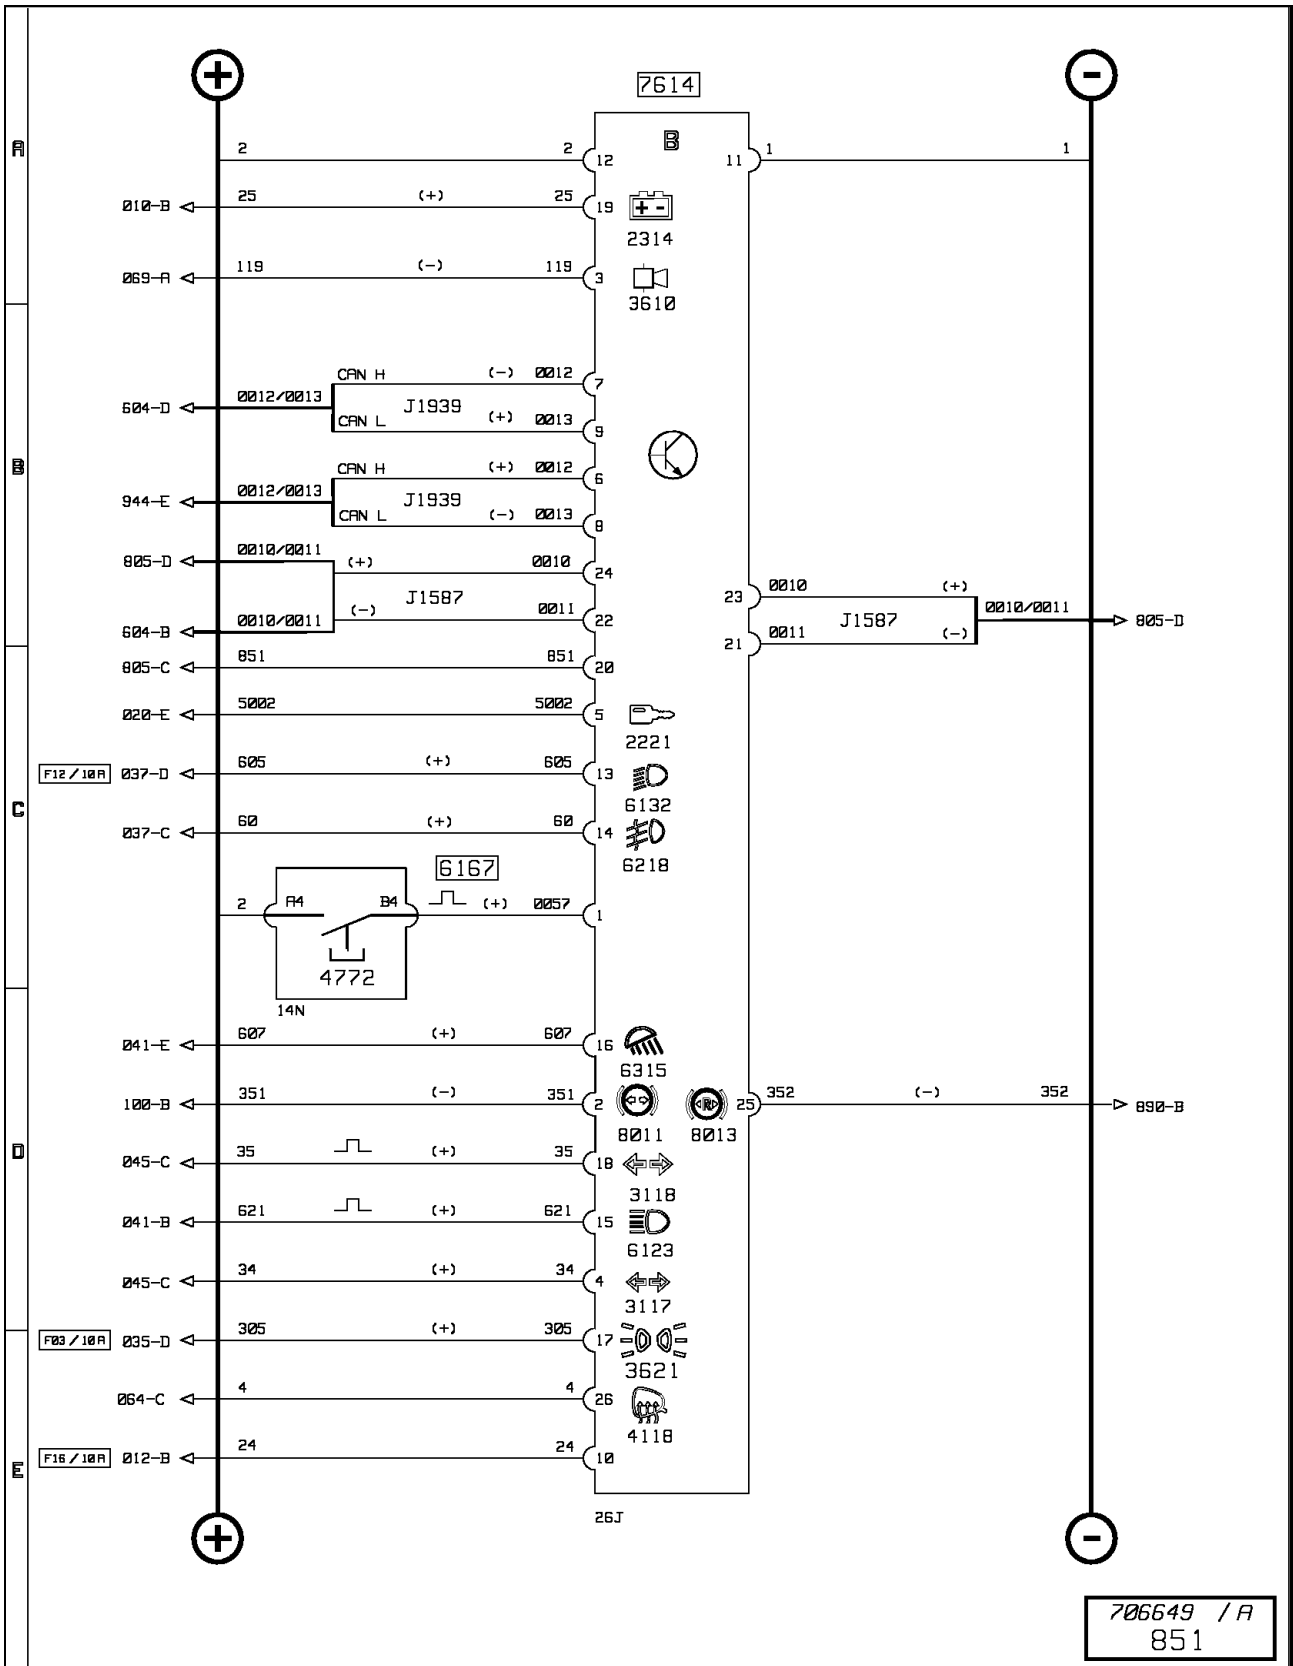 7614
A
B
2 2 12 11 1 1
010-B 25 (+) 25 19
2314
069-A 119 (-) 119 3
3610
CAN H (-) 0012 7
604-D 0012/0013 J1939
CAN L (+) 0013 9
B
CAN H (+) 0012 6
944-E 0012/0013 J1939
CAN L (-) 0013 8
805-D 0010/0011 (+) 0010 24
J1587
23 0010 (+)
J1587 0010/0011 805-D
604-B 0010/0011 (-) 0011 22
21 0011 (-)
805-C 851 851 20
020-E 5002 5002 5
2221
F12/10A 037-D 605 (+) 605 13
C
6132
037-C 60 (+) 60 14
6218
6167
2 A4 B4 (+) 0057 1
4772
14N
041-E 607 (+) 607 16
6315
100-B 351 (-) 351 2 R 25 352 (-) 352 890-B
8011 8013
D
045-C 35 (+) 35 18
3118
041-B 621 (+) 621 15
6123
045-C 34 (+) 34 4
3117
F03/10A 035-D 305 (+) 305 17
3621
064-C 4 4 26
4118
E
F16/10A 012-B 24 24 10
26J
706649 /A
851